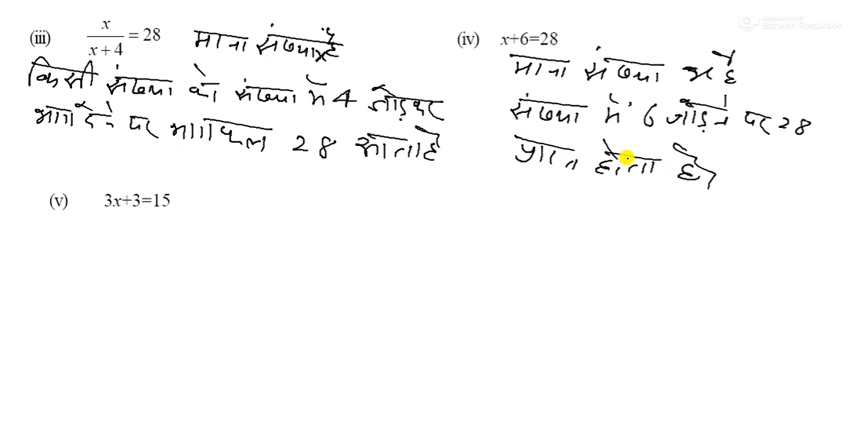 (iii) x/(x+4) = 28 माना संख्या x है
किसी संख्या को संख्या में 4 जोड़कर
भाग देने पर भागफल 28 आता है
(iv) x+6=28
माना संख्या x है
संख्या में 6 जोड़ने पर 28
प्राप्त होता है।
(v) 3x+3=15